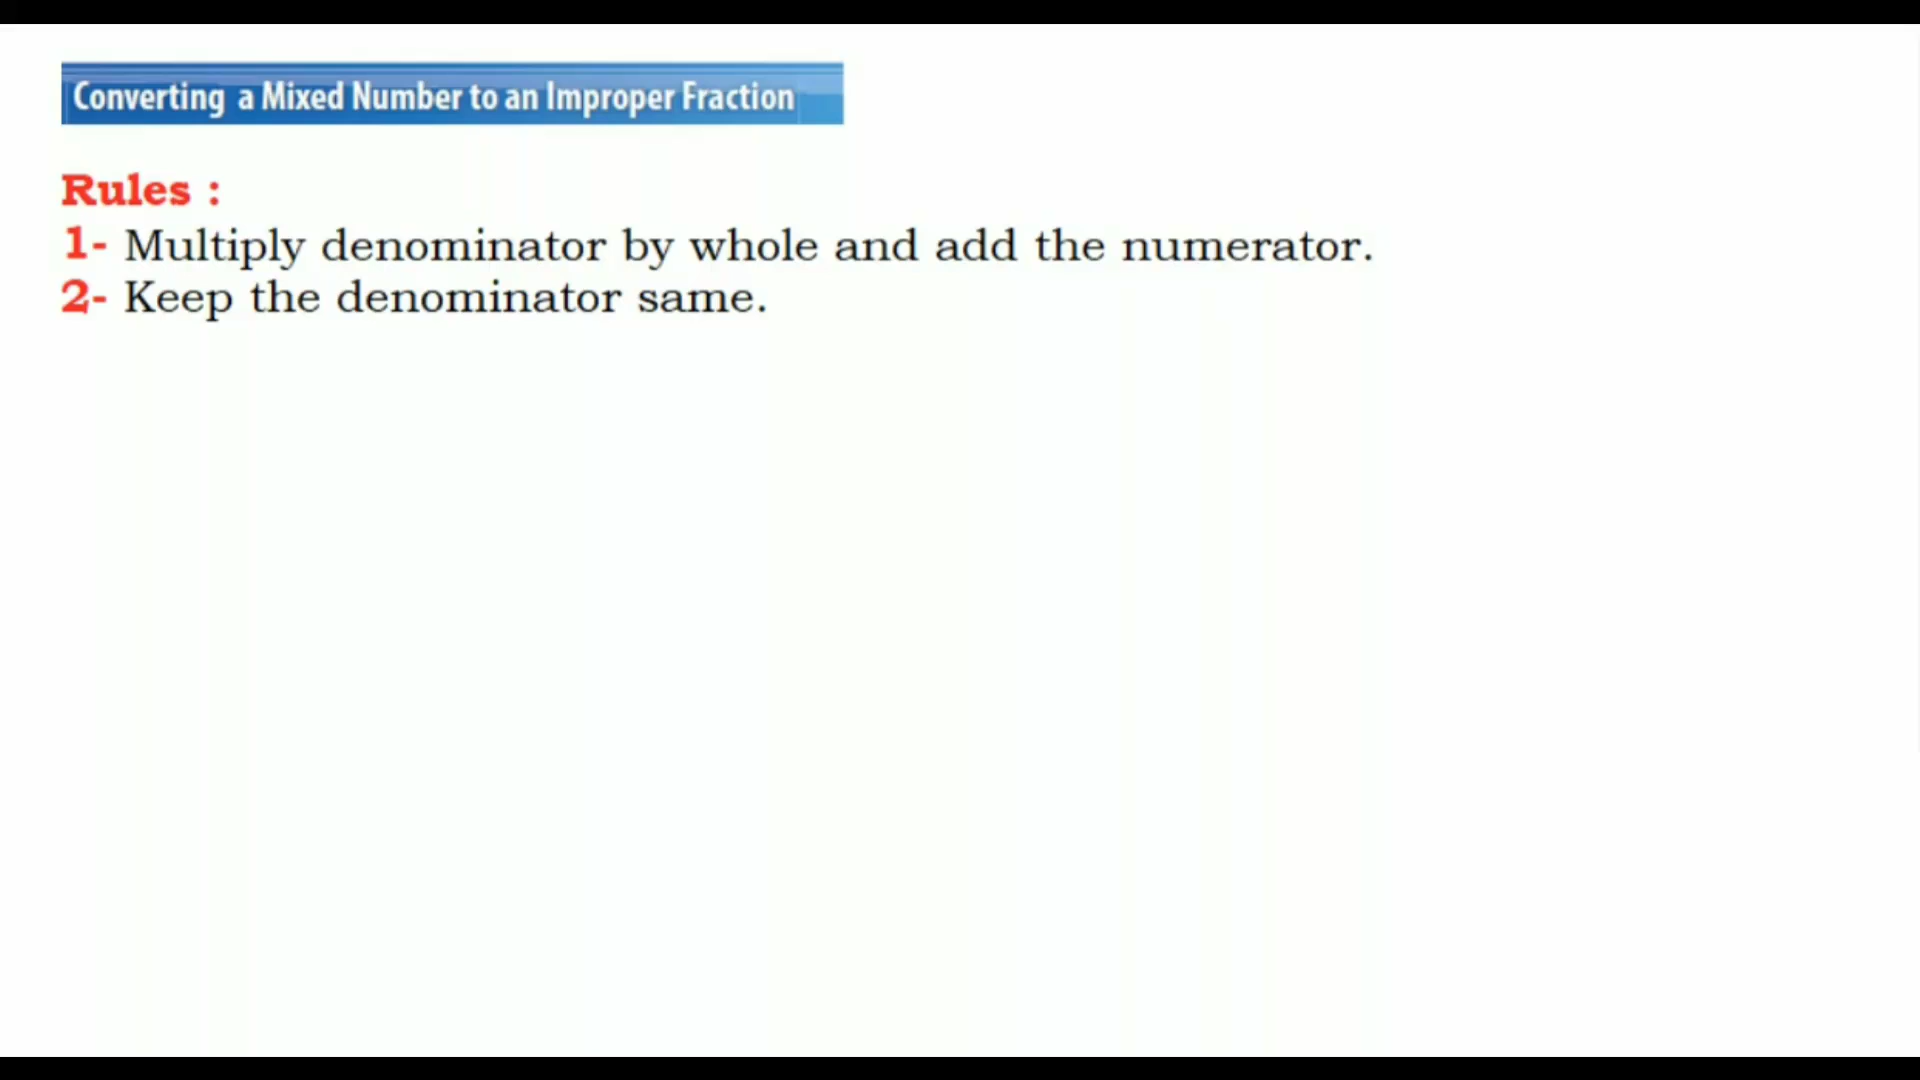 Converting a Mixed Number to an Improper Fraction
Rules :
1- Multiply denominator by whole and add the numerator.
2- Keep the denominator same.